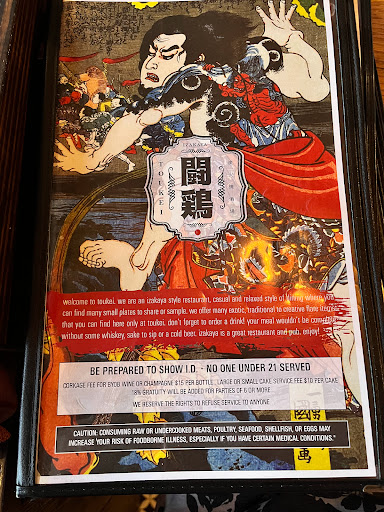 IZAKAYA
TOUKEI
闘鶏
welcome to toukei. we are an izakaya style restaurant, casual and relaxed style of dining where you
can find many small plates to share or sample. we offer many exotic, traditional to creative flare items
that you can find here only at toukei. don't forget to order a drink! your meal wouldn't be complete
without some whiskey, sake to sip or a cold beer. izakaya is a great restaurant and pub. enjoy!
BE PREPARED TO SHOW I.D. - NO ONE UNDER 21 SERVED
CORKAGE FEE FOR BYOB WINE OR CHAMPAGNE $15 PER BOTTLE, LARGE OR SMALL CAKE SERVICE FEE $10 PER CAKE
18% GRATUITY WILL BE ADDED FOR PARTIES OF 6 OR MORE
WE RESERVE THE RIGHTS TO REFUSE SERVICE TO ANYONE
CAUTION: CONSUMING RAW OR UNDERCOOKED MEATS, POULTRY, SEAFOOD, SHELLFISH, OR EGGS MAY
INCREASE YOUR RISK OF FOODBORNE ILLNESS, ESPECIALLY IF YOU HAVE CERTAIN MEDICAL CONDITIONS."